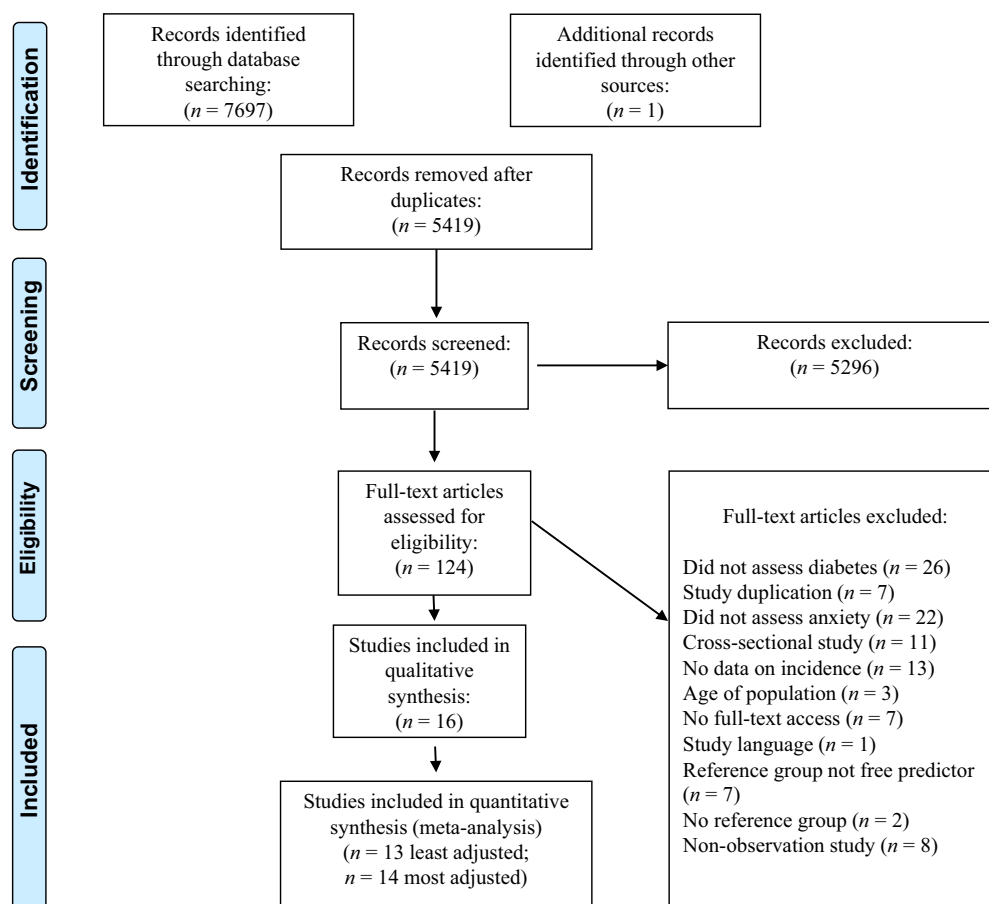 Identification
Records identified
through database
searching:
(n = 7697)
Additional records
identified through other
sources:
(n = 1)
Records removed after
duplicates:
(n = 5419)
Screening
Records screened:
(n = 5419)
Records excluded:
(n = 5296)
Eligibility
Full-text articles
assessed for
eligibility:
(n = 124)
Full-text articles excluded:
Did not assess diabetes (n = 26)
Study duplication (n = 7)
Did not assess anxiety (n = 22)
Cross-sectional study (n = 11)
No data on incidence (n = 13)
Age of population (n = 3)
No full-text access (n = 7)
Study language (n = 1)
Reference group not free predictor
(n = 7)
No reference group (n = 2)
Non-observation study (n = 8)
Included
Studies included in
qualitative
synthesis:
(n = 16)
Studies included in quantitative
synthesis (meta-analysis)
(n = 13 least adjusted;
n = 14 most adjusted)